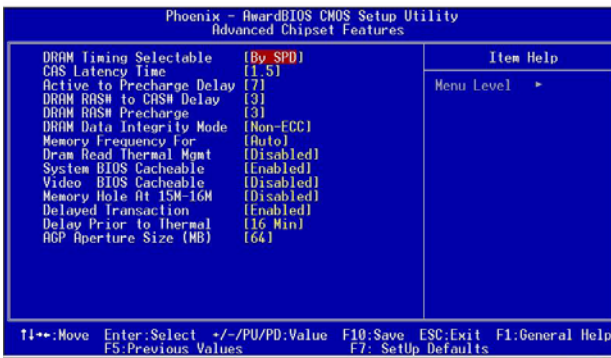 Phoenix - AwardBIOS CMOS Setup Utility
Advanced Chipset Features
DRAM Timing Selectable [By SPD]
CAS Latency Time [1.5]
Active to Precharge Delay [7]
DRAM RAS# to CAS# Delay [3]
DRAM RAS# Precharge [3]
DRAM Data Integrity Mode [Non-ECC]
Memory Frequency For [Auto]
Dram Read Thermal Mgmt [Disabled]
System BIOS Cacheable [Enabled]
Video BIOS Cacheable [Disabled]
Memory Hole At 15M-16M [Disabled]
Delayed Transaction [Enabled]
Delay Prior to Thermal [16 Min]
AGP Aperture Size (MB) [64]
Item Help
Menu Level ►
↑↓→←:Move Enter:Select +/-/PU/PD:Value F10:Save ESC:Exit F1:General Help
F5:Previous Values F7: SetUp Defaults